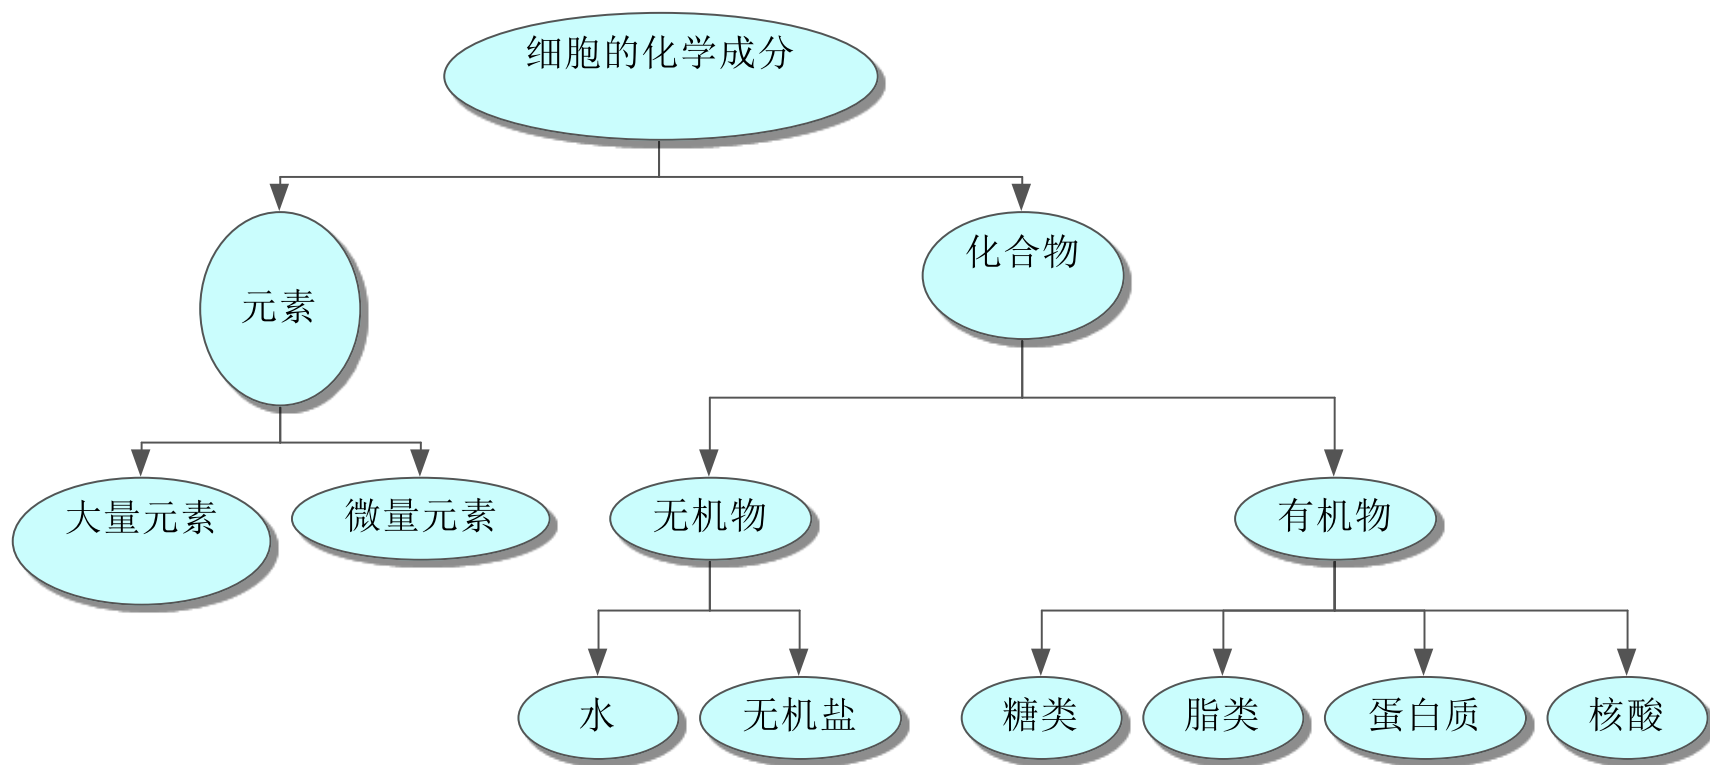 细胞的化学成分
元素
化合物
大量元素
微量元素
无机物
有机物
水
无机盐
糖类
脂类
蛋白质
核酸